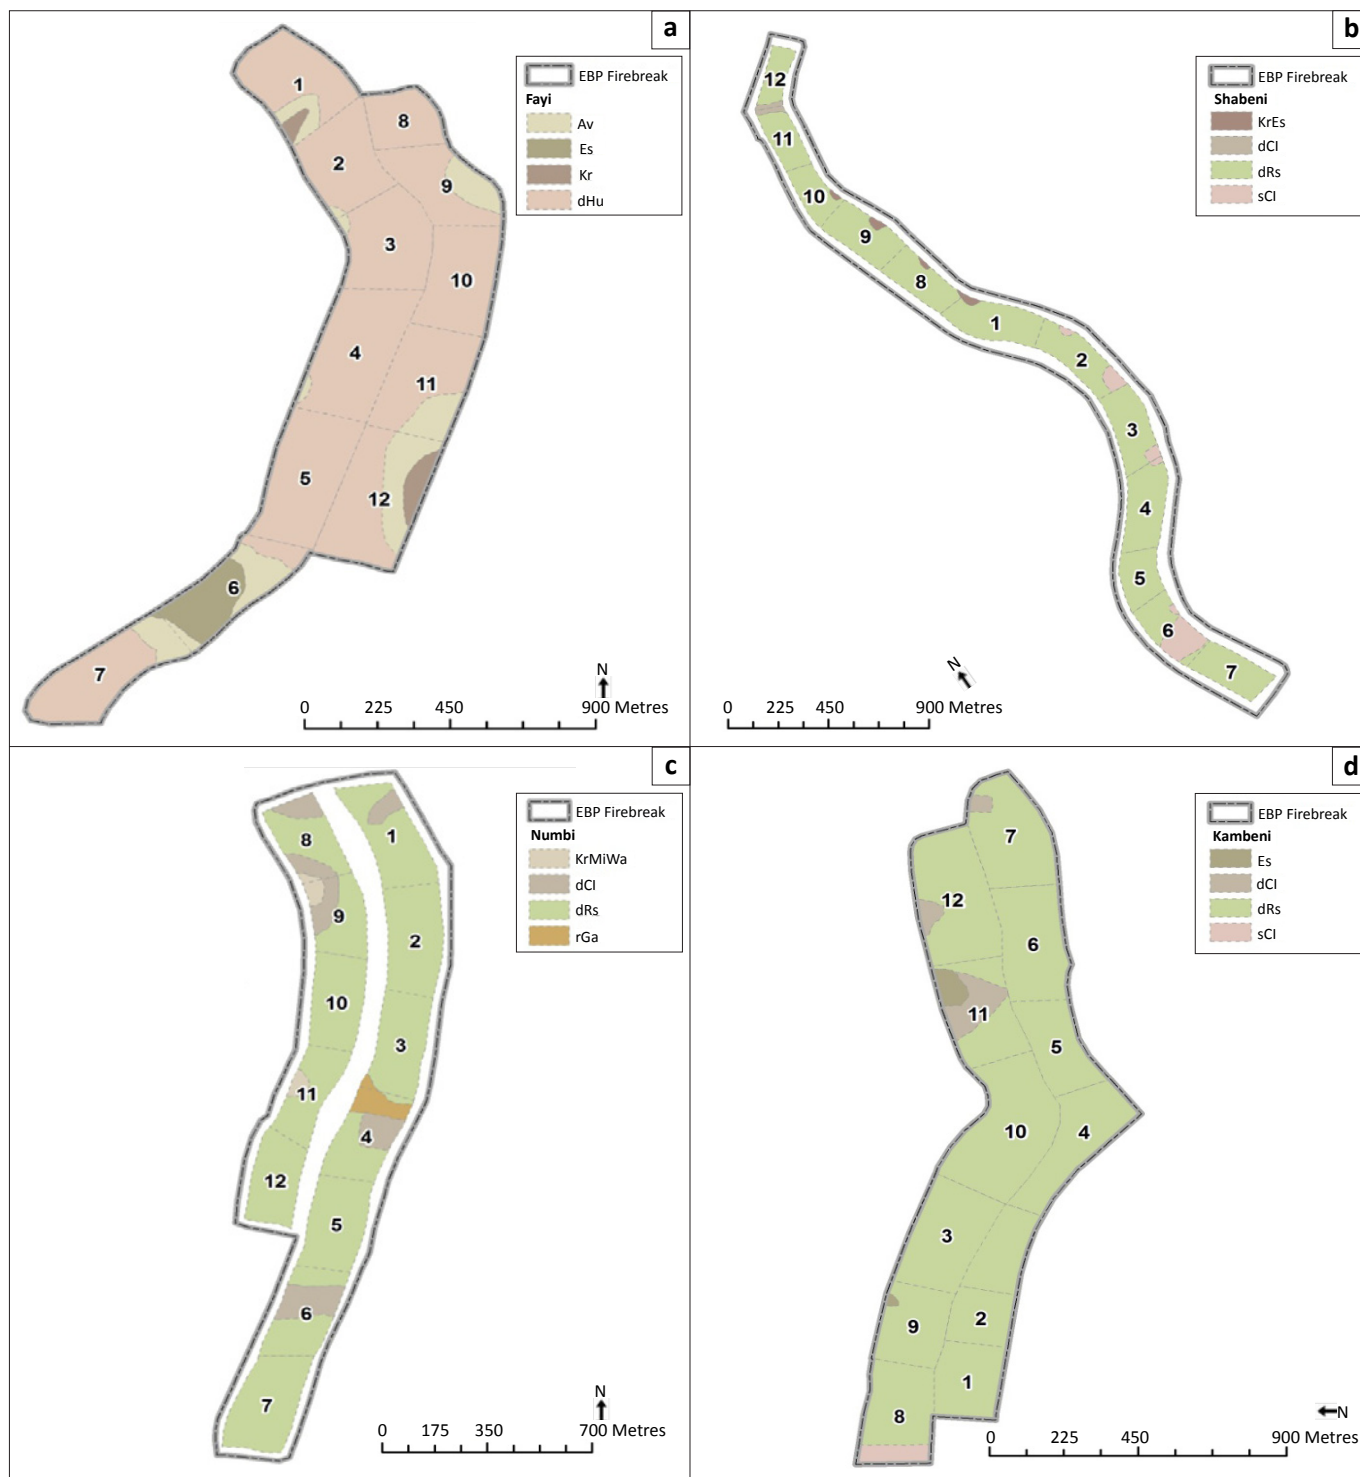 a
EBP Firebreak
Fayi
Av
Es
Kr
dHu
1
8
2
9
3
10
4
11
5
12
6
7
N
0 225 450 900 Metres
b
EBP Firebreak
Shabeni
KrEs
dCl
dRs
sCl
12
11
10
9
8
1
2
3
4
5
6
7
N
0 225 450 900 Metres
c
EBP Firebreak
Numbi
KrMiWa
dCl
dRs
rGa
8
1
9
2
10
3
11
4
12
5
6
7
N
0 175 350 700 Metres
d
EBP Firebreak
Kambeni
Es
dCl
dRs
sCl
7
12
6
11
5
10
4
3
2
9
1
8
N
0 225 450 900 Metres